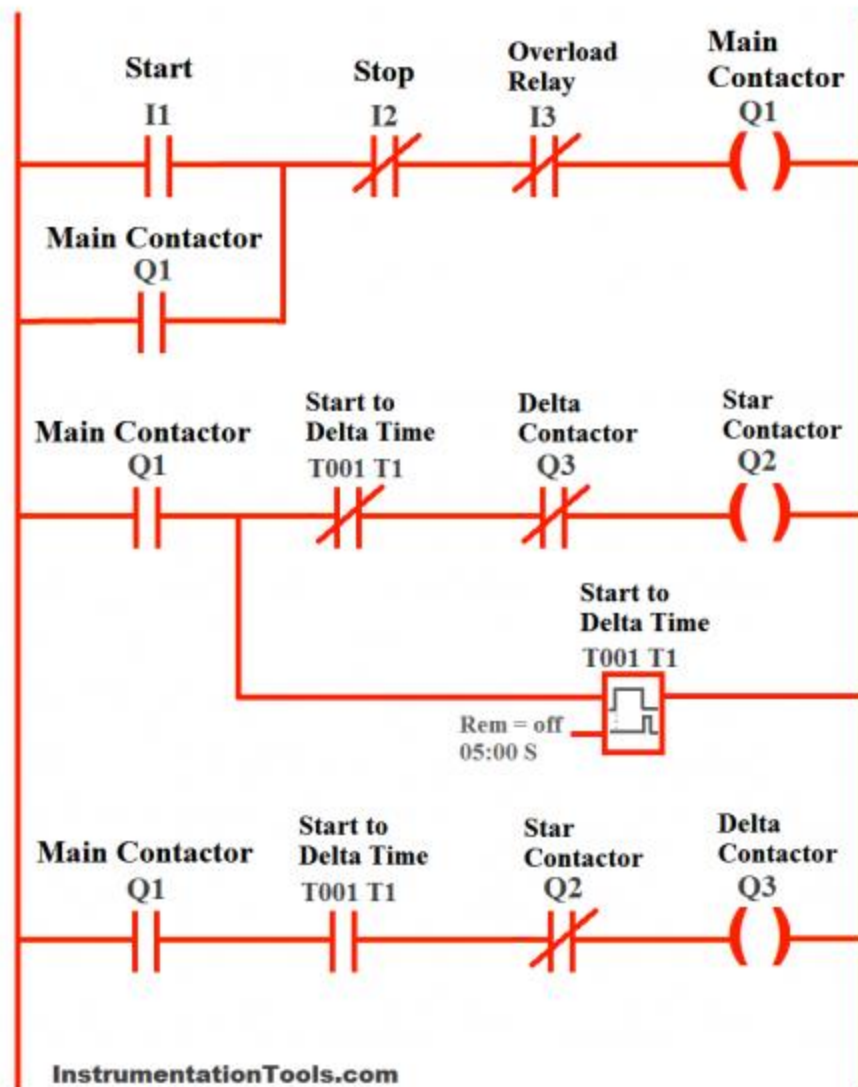 Start
I1
Stop
I2
Overload
Relay
I3
Main
Contactor
Q1
Main Contactor
Q1
Main Contactor
Q1
Start to
Delta Time
T001 T1
Delta
Contactor
Q3
Star
Contactor
Q2
Start to
Delta Time
T001 T1
Rem = off
05:00 S
Main Contactor
Q1
Start to
Delta Time
T001 T1
Star
Contactor
Q2
Delta
Contactor
Q3
InstrumentationTools.com